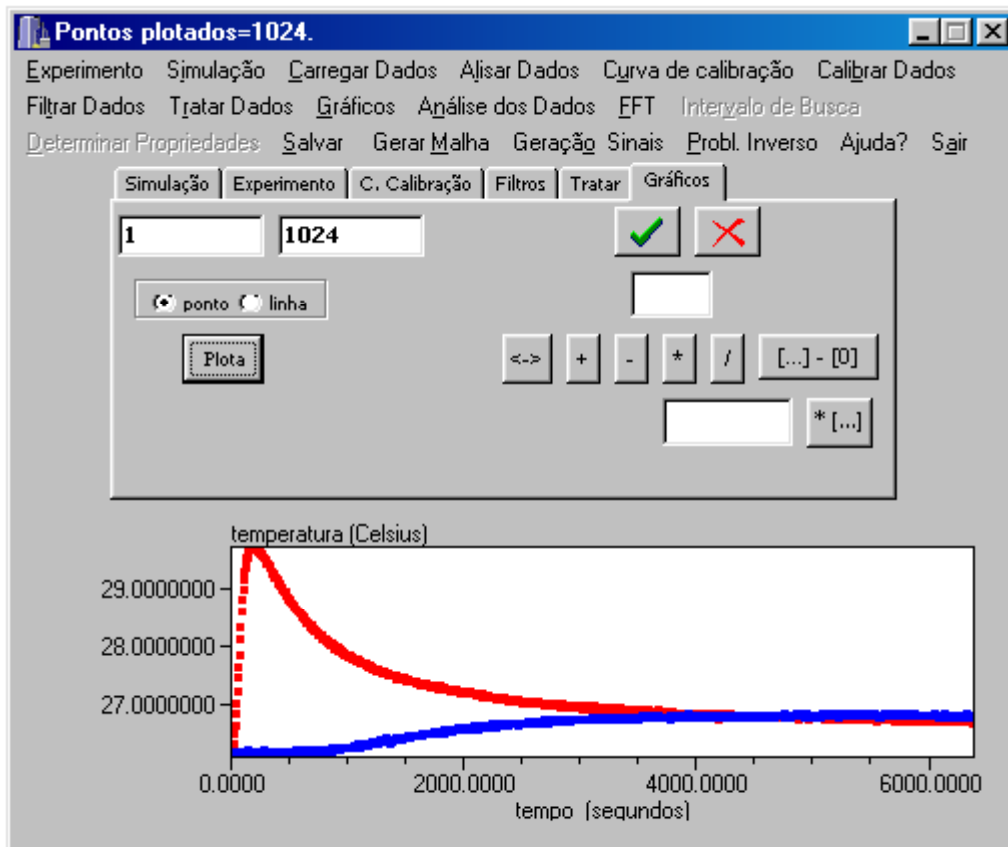 Pontos plotados=1024.
Experimento Simulação Carregar Dados Alisar Dados Curva de calibração Calibrar Dados
Filtrar Dados Tratar Dados Gráficos Análise dos Dados FFT Intervalo de Busca
Determinar Propriedades Salvar Gerar Malha Geração Sinais Probl. Inverso Ajuda? Sair
Simulação Experimento C. Calibração Filtros Tratar Gráficos
1 1024
ponto linha
Plota <-> + - * / [...] - [0]
* [...]
temperatura (Celsius)
29.0000000
28.0000000
27.0000000
0.0000 2000.0000 4000.0000 6000.0000
tempo (segundos)